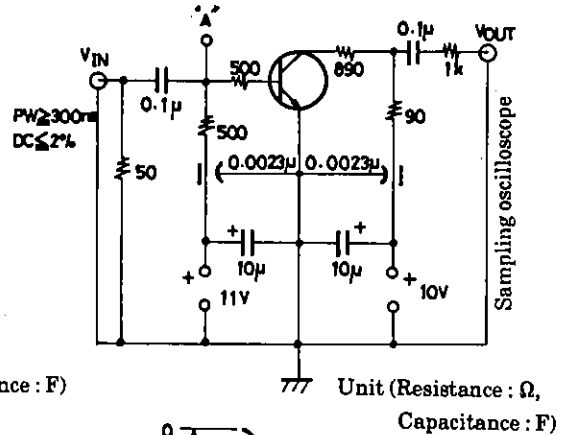 "A"
VIN
PW≧300ns
DC≦2%
50
0.1μ
500
500
890
0.1μ
1k
VOUT
90
0.0023μ 0.0023μ
+
10μ
+
10μ
+
11V
+
10V
Sampling oscilloscope
nce : F)
Unit (Resistance : Ω,
Capacitance : F)
0